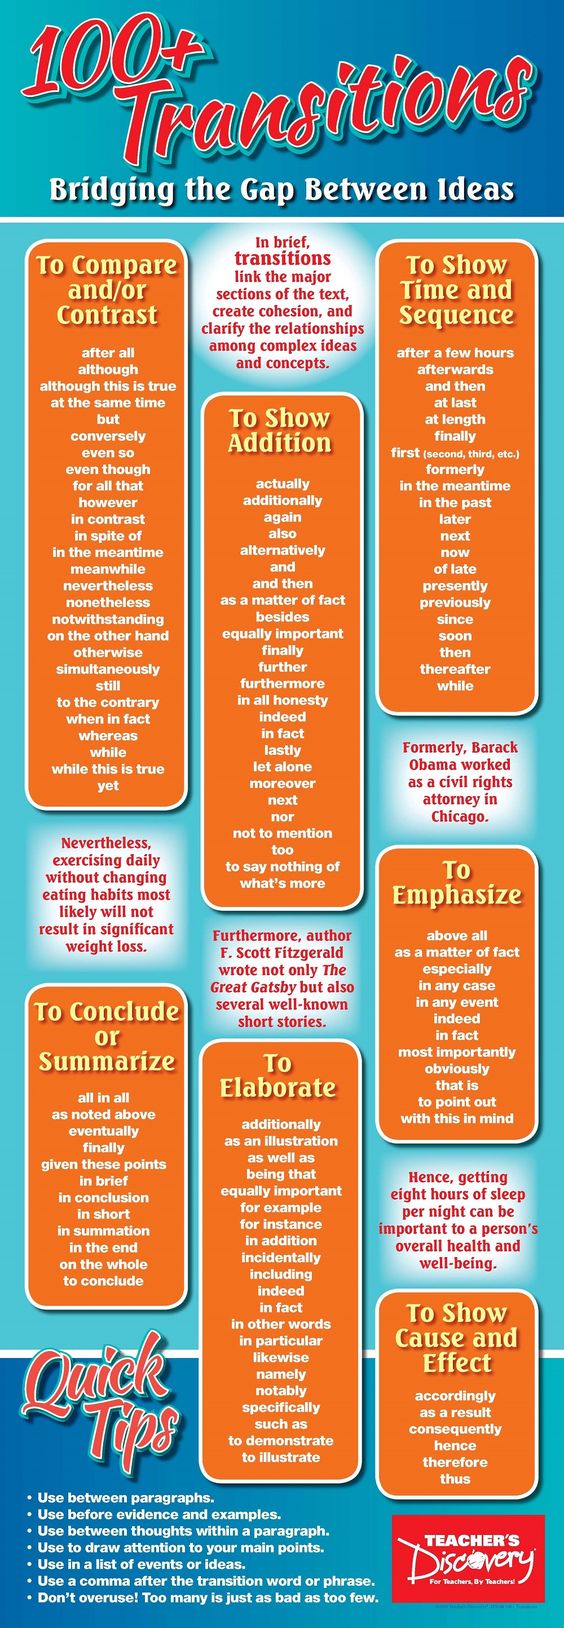 100+
Transitions
Bridging the Gap Between Ideas
To Compare
and/or
Contrast
after all
although
although this is true
at the same time
but
conversely
even so
even though
for all that
however
in contrast
in spite of
in the meantime
meanwhile
nevertheless
nonetheless
notwithstanding
on the other hand
otherwise
simultaneously
still
to the contrary
when in fact
whereas
while
while this is true
yet
Nevertheless,
exercising daily
without changing
eating habits most
likely will not
result in significant
weight loss.
To Conclude
or
Summarize
all in all
as noted above
eventually
finally
given these points
in brief
in conclusion
in short
in summation
in the end
on the whole
to conclude
In brief,
transitions
link the major
sections of the text,
create cohesion, and
clarify the relationships
among complex ideas
and concepts.
To Show
Addition
actually
additionally
again
also
alternatively
and
and then
as a matter of fact
besides
equally important
finally
further
furthermore
in all honesty
indeed
in fact
lastly
let alone
moreover
next
nor
not to mention
too
to say nothing of
what's more
Furthermore, author
F. Scott Fitzgerald
wrote not only The
Great Gatsby but also
several well-known
short stories.
To
Elaborate
additionally
as an illustration
as well as
being that
equally important
for example
for instance
in addition
incidentally
including
indeed
in fact
in other words
in particular
likewise
namely
notably
specifically
such as
to demonstrate
to illustrate
To Show
Time and
Sequence
after a few hours
afterwards
and then
at last
at length
finally
first (second, third, etc.)
formerly
in the meantime
in the past
later
next
now
of late
presently
previously
since
soon
then
thereafter
while
Formerly, Barack
Obama worked
as a civil rights
attorney in
Chicago.
To
Emphasize
above all
as a matter of fact
especially
in any case
in any event
indeed
in fact
most importantly
obviously
that is
to point out
with this in mind
Hence, getting
eight hours of sleep
per night can be
important to a person's
overall health and
well-being.
To Show
Cause and
Effect
accordingly
as a result
consequently
hence
therefore
thus
Quick
Tips
• Use between paragraphs.
• Use before evidence and examples.
• Use between thoughts within a paragraph.
• Use to draw attention to your main points.
• Use in a list of events or ideas.
• Use a comma after the transition word or phrase.
• Don't overuse! Too many is just as bad as too few.
TEACHER'S
Discovery
For Teachers, By Teachers!